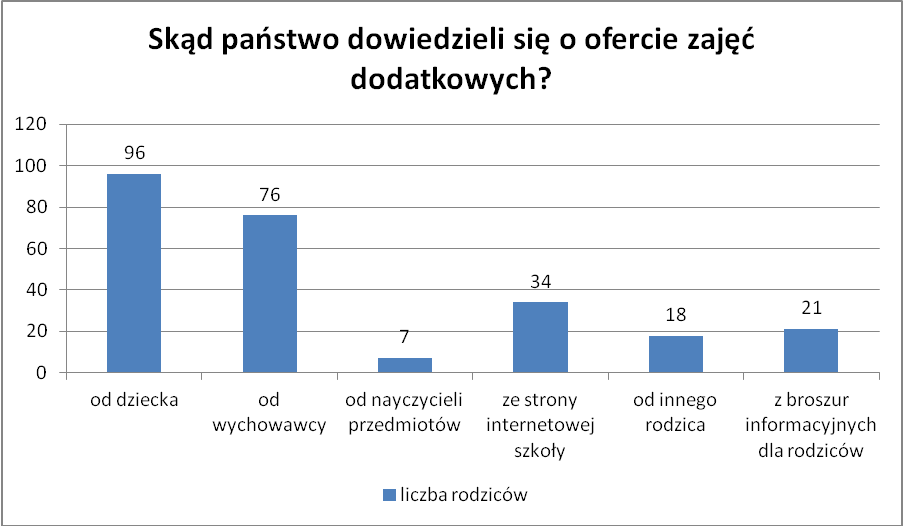 Skąd państwo dowiedzieli się o ofercie zajęć
dodatkowych?
120
100
80
60
40
20
0
96
76
7
34
18
21
od dziecka
od
wychowawcy
od nayczycieli
przedmiotów
ze strony
internetowej
szkoły
od innego
rodzica
z broszur
informacyjnych
dla rodziców
liczba rodziców